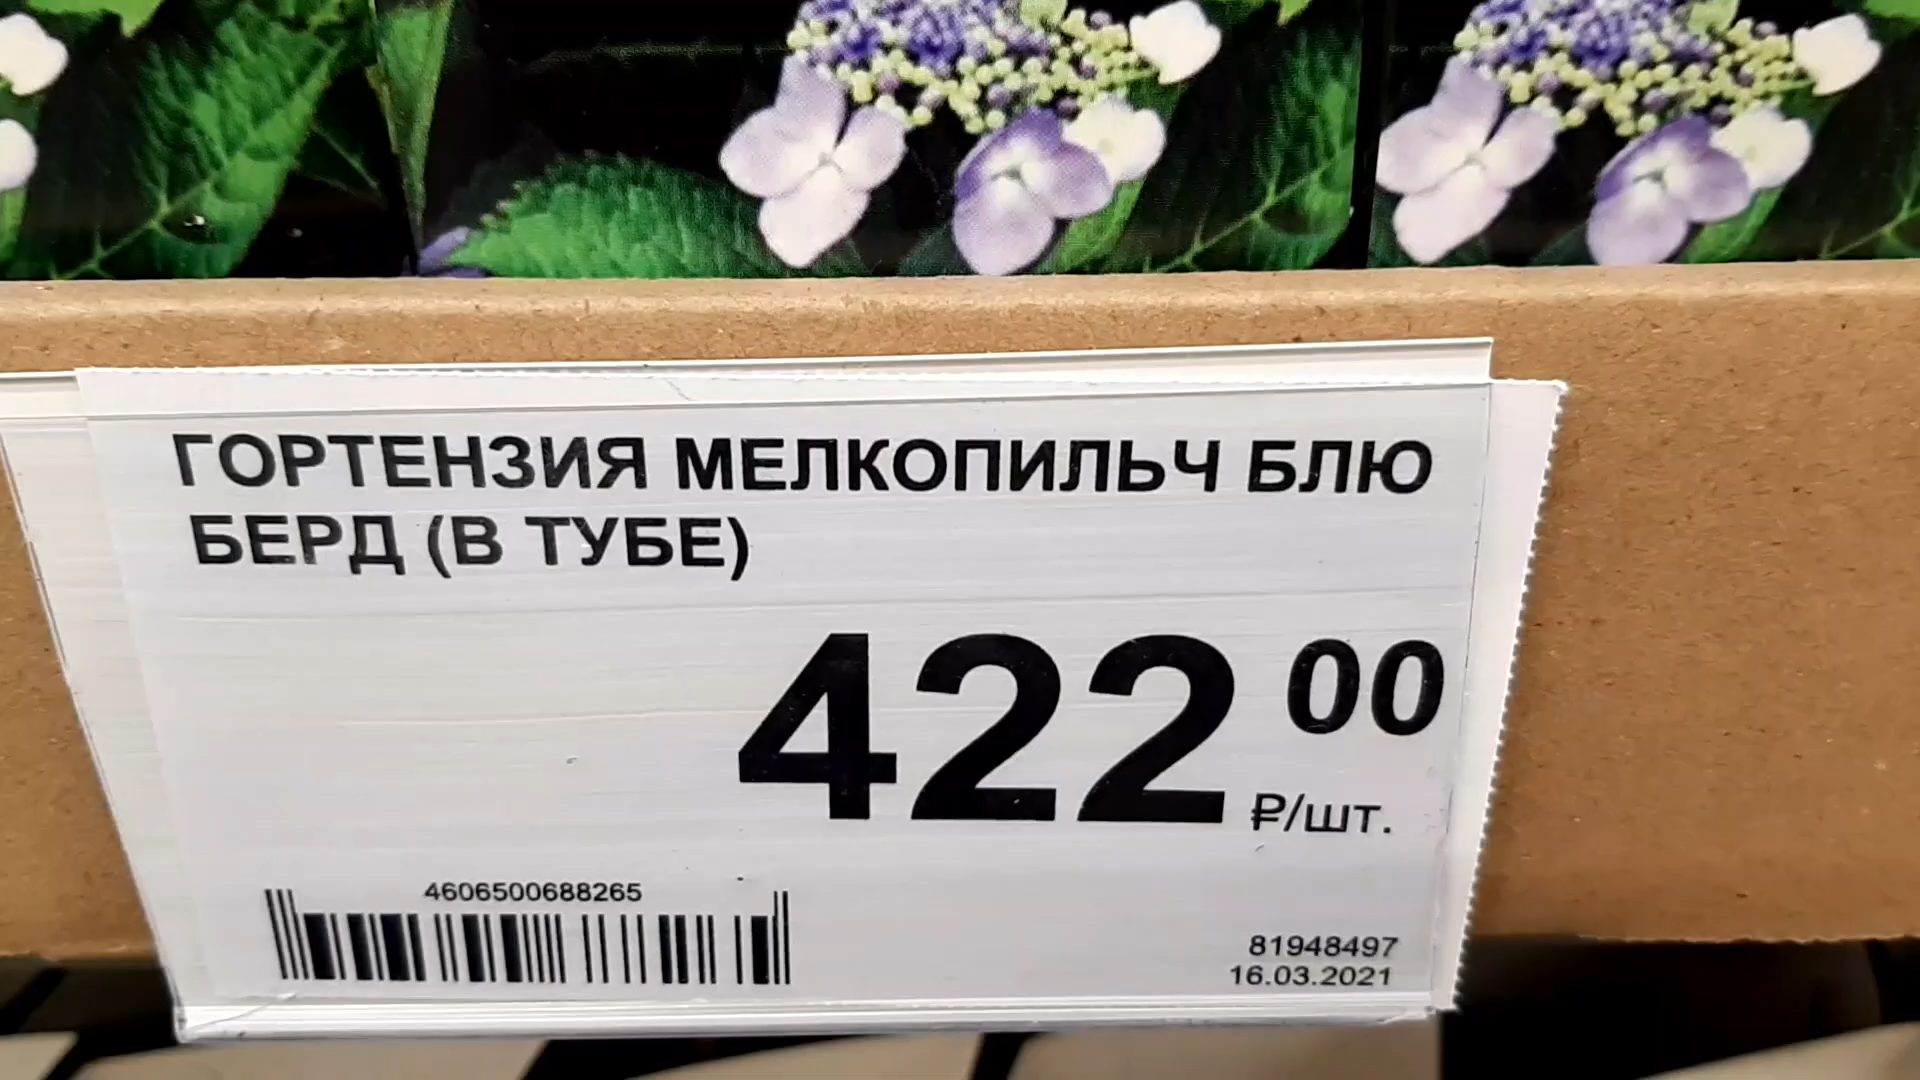 ГОРТЕНЗИЯ МЕЛКОПИЛЬЧ БЛЮ
БЕРД (В ТУБЕ)
422 00
₽/шт.
4606500688265
81948497
16.03.2021